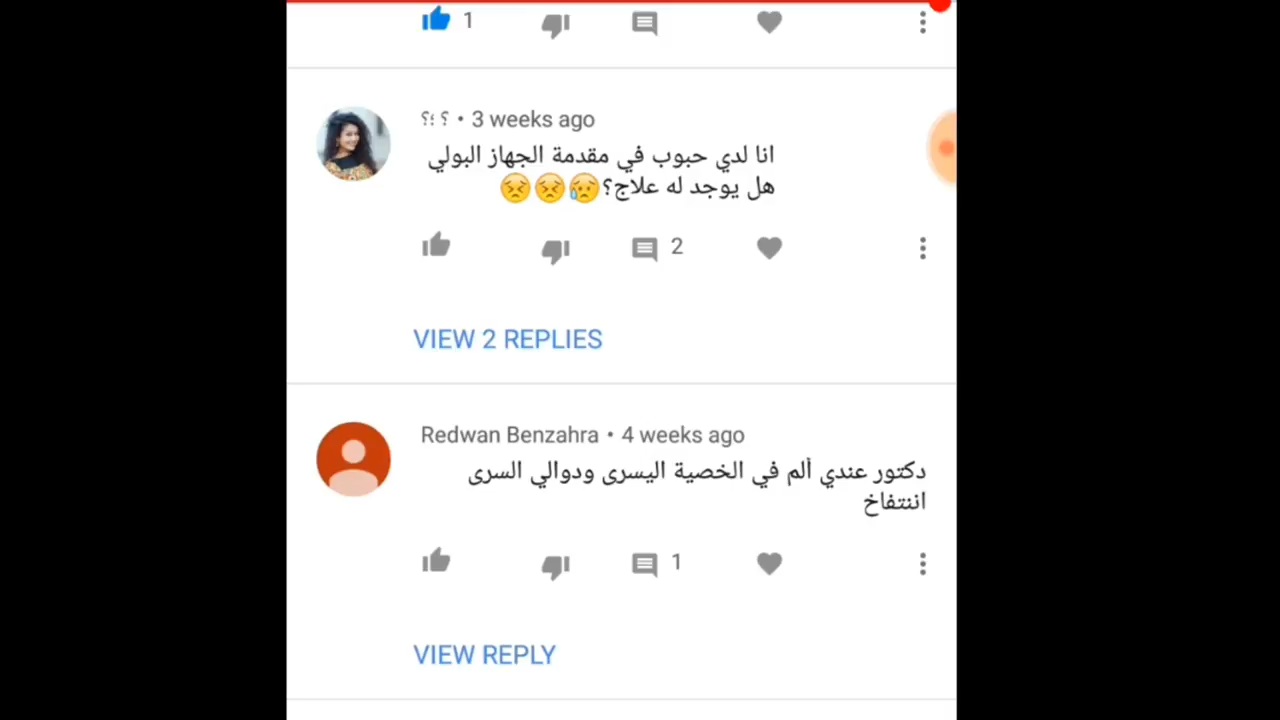 1
؟ ؛؟ • 3 weeks ago
انا لدي حبوب في مقدمة الجهاز البولي
هل يوجد له علاج؟😥😣😣
2
VIEW 2 REPLIES
Redwan Benzahra • 4 weeks ago
دكتور عندي ألم في الخصية اليسرى ودوالي السرى
اننتفاخ
1
VIEW REPLY